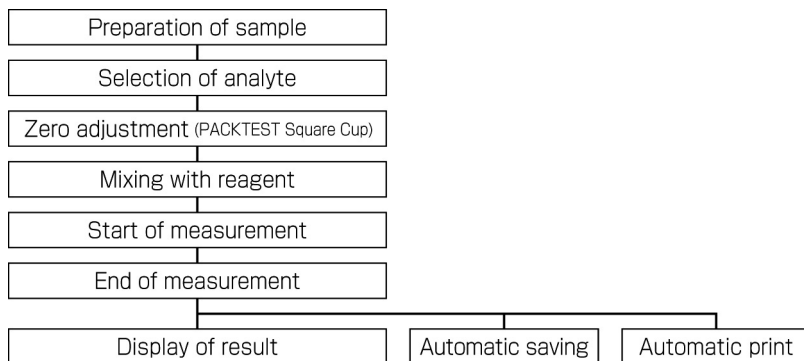 Preparation of sample
Selection of analyte
Zero adjustment (PACKTEST Square Cup)
Mixing with reagent
Start of measurement
End of measurement
Display of result
Automatic saving
Automatic print